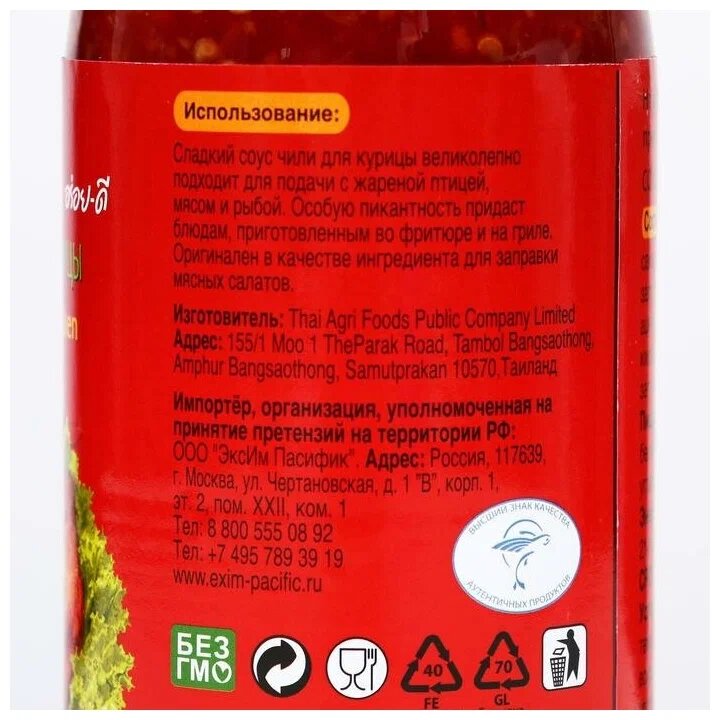 Использование:
Сладкий соус чили для курицы великолепно
подходит для подачи с жареной птицей,
мясом и рыбой. Особую пикантность придаст
блюдам, приготовленным во фритюре и на гриле.
Оригинален в качестве ингредиента для заправки
мясных салатов.
Изготовитель: Thai Agri Foods Public Company Limited
Адрес: 155/1 Moo 1 TheParak Road, Tambol Bangsaothong,
Amphur Bangsaothong, Samutprakan 10570,Таиланд
Импортёр, организация, уполномоченная на
принятие претензий на территории РФ:
ООО "ЭксИм Пасифик". Адрес: Россия, 117639,
г. Москва, ул. Чертановская, д. 1 "В", корп. 1,
эт. 2, пом. XXII, ком. 1
Тел: 8 800 555 08 92
Тел: +7 495 789 39 19
www.exim-pacific.ru
ВЫСШИЙ ЗНАК КАЧЕСТВА
АУТЕНТИЧНЫХ ПРОДУКТОВ
БЕЗ
ГМО
40
FE
70
GL